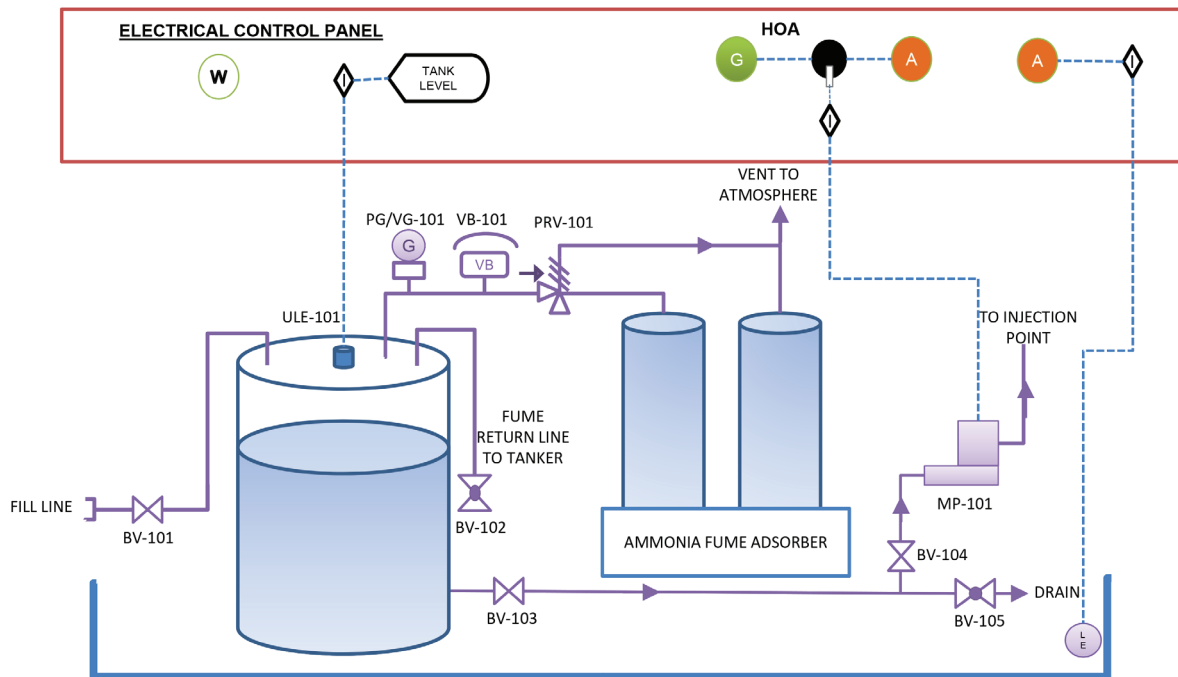 ELECTRICAL CONTROL PANEL
HOA
W
I
TANK
LEVEL
G
A
A
I
I
VENT TO
ATMOSPHERE
PG/VG-101
VB-101
PRV-101
G
VB
ULE-101
TO INJECTION
POINT
FUME
RETURN LINE
TO TANKER
FILL LINE
BV-101
BV-102
MP-101
AMMONIA FUME ADSORBER
BV-104
BV-103
BV-105
DRAIN
L
E